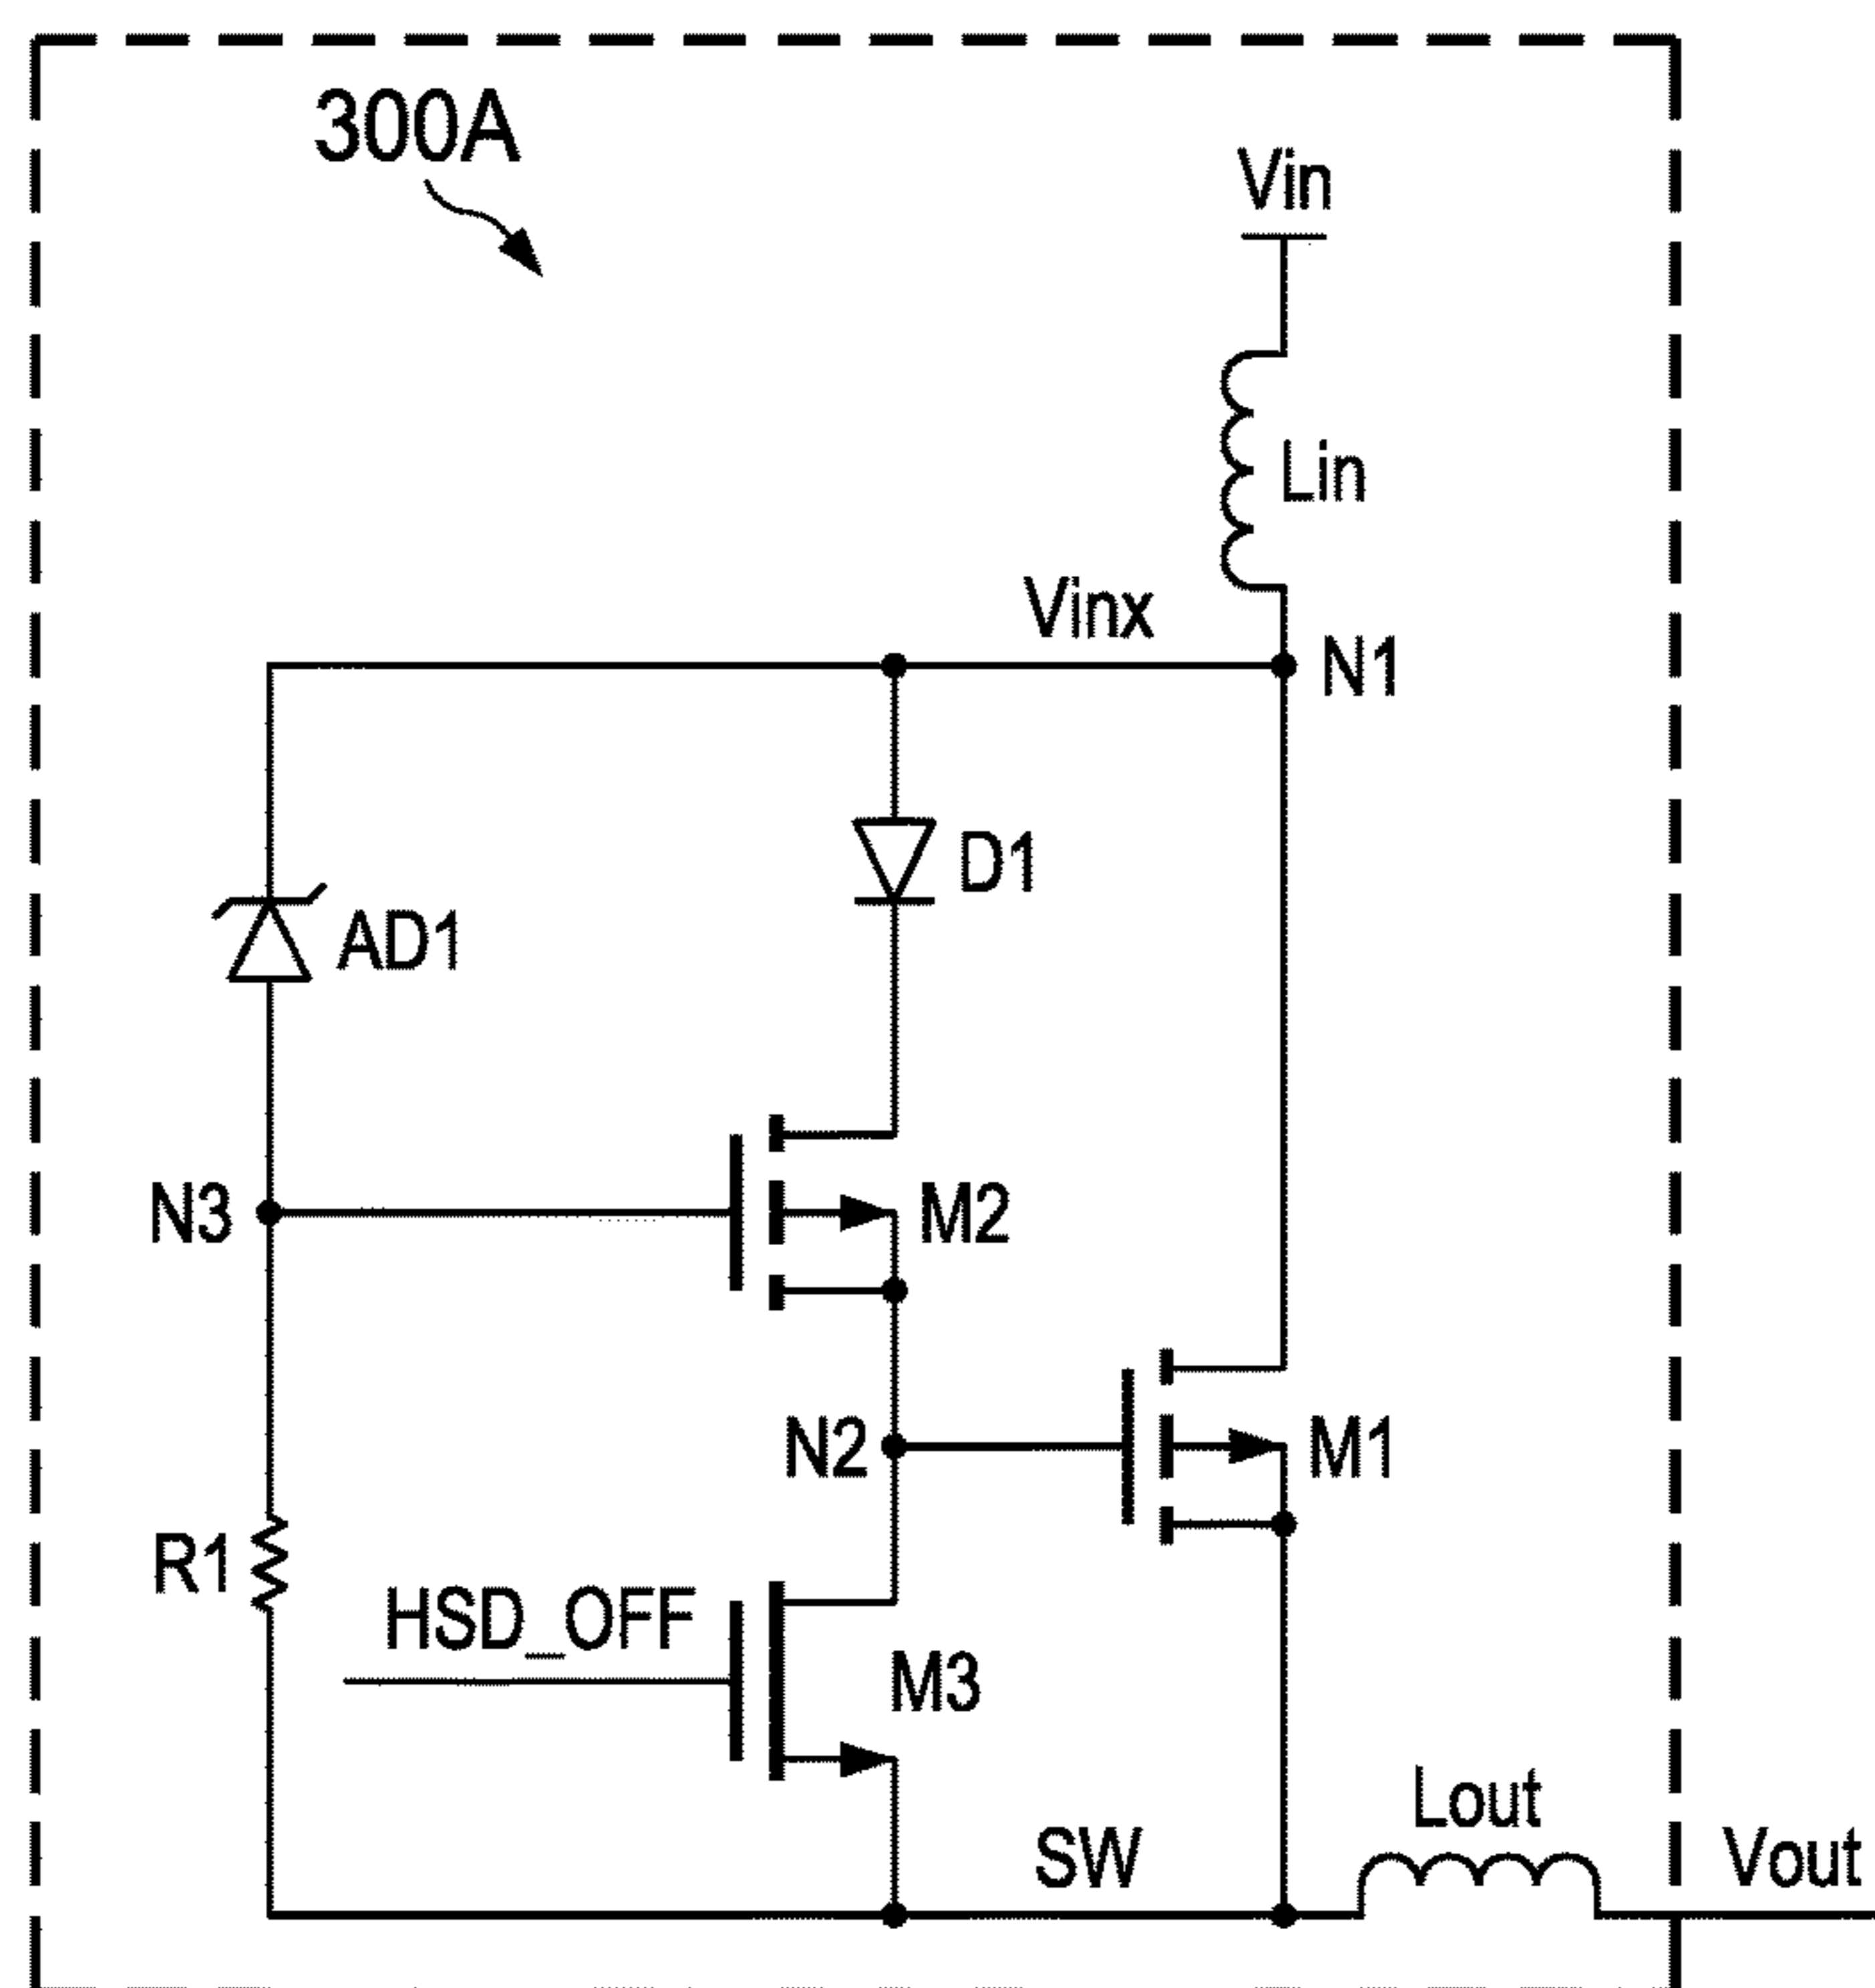 300A
Vin
Lin
Vinx
N1
D1
AD1
N3
M2
N2
M1
R1
HSD_OFF
M3
Lout
SW
Vout